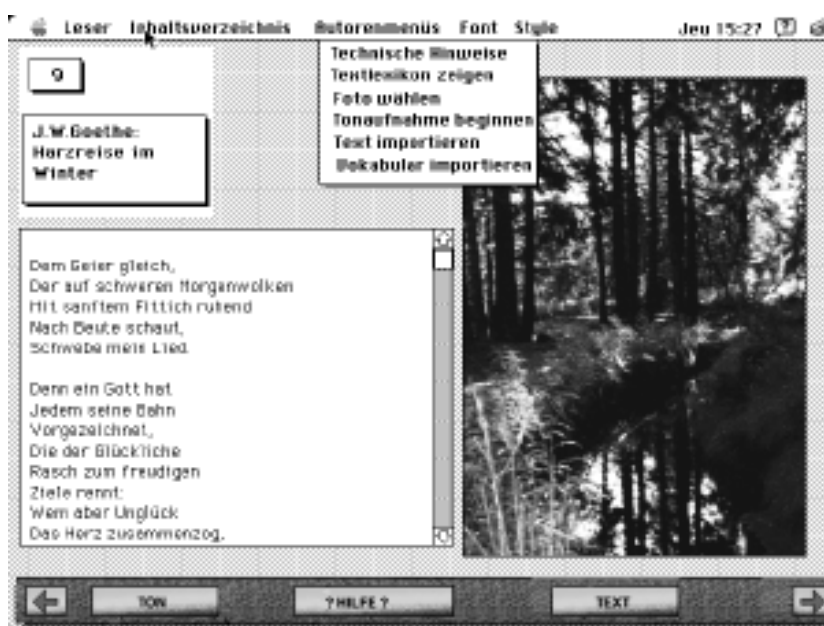 Leser Inhaltsverzeichnis Autorenmenüs Font Style Jeu 15:27
Technische Hinweise
Textlexikon zeigen
Foto wählen
Tonaufnahme beginnen
Text importieren
Vokabular importieren
9
J.W.Goethe:
Harzreise im
Winter
Dem Geier gleich,
Der auf schweren Morgenwolken
Mit sanftem Fittich ruhend
Nach Beute schaut,
Schwebe mein Lied.
Denn ein Gott hat
Jedem seine Bahn
Vorgezeichnet,
Die der Glückliche
Rasch zum freudigen
Ziele rennt:
Wem aber Unglück
Das Herz zusammenzog,
TON
? HILFE ?
TEXT